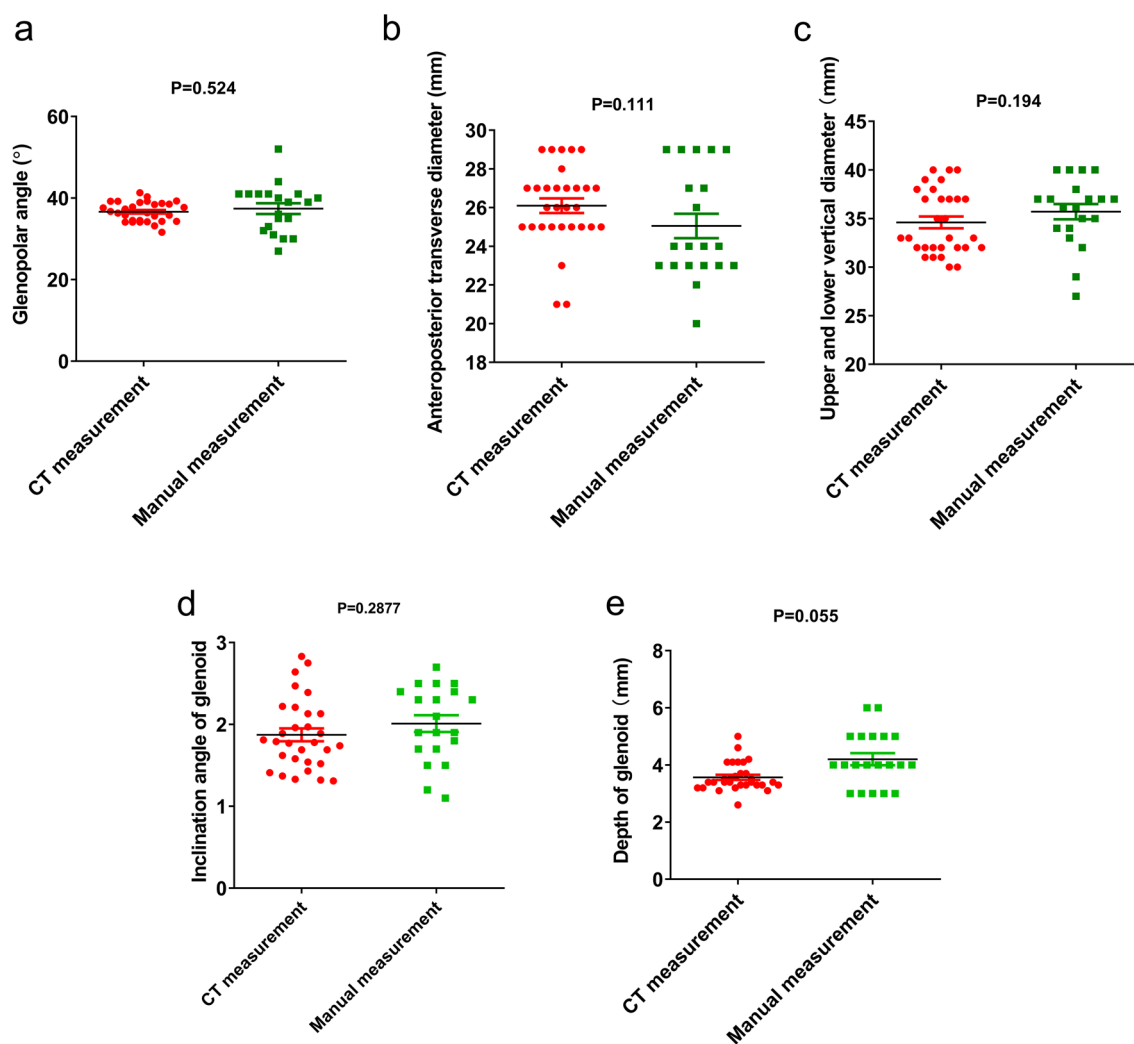 a
P=0.524
Glenopolar angle (°)
60
40
20
0
CT measurement
Manual measurement
b
P=0.111
Anteroposterior transverse diameter (mm)
30
28
26
24
22
20
18
CT measurement
Manual measurement
c
P=0.194
Upper and lower vertical diameter（mm)
45
40
35
30
25
20
CT measurement
Manual measurement
d
P=0.2877
Inclination angle of glenoid
3
2
1
0
CT measurement
Manual measurement
e
P=0.055
Depth of glenoid（mm)
8
6
4
2
0
CT measurement
Manual measurement